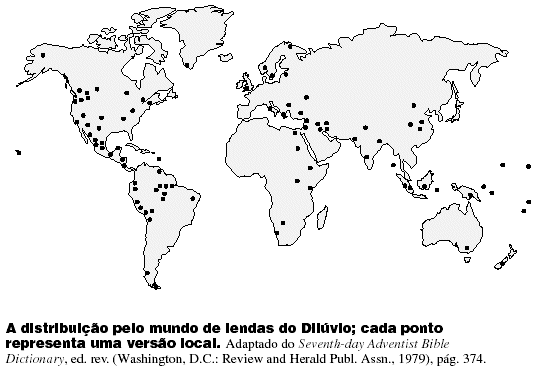 A distribuição pelo mundo de lendas do Dilúvio; cada ponto
representa uma versão local. Adaptado do Seventh-day Adventist Bible
Dictionary, ed. rev. (Washington, D.C.: Review and Herald Publ. Assn., 1979), pág. 374.